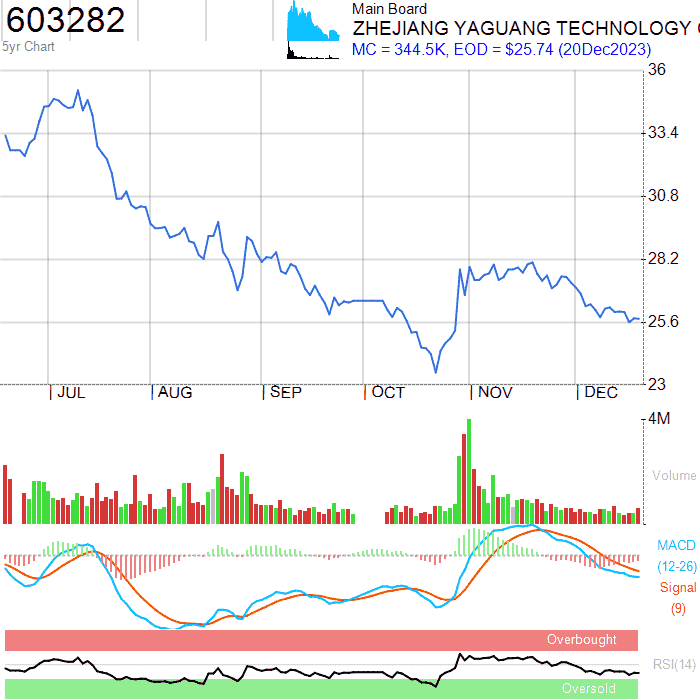 603282
5yr Chart
Main Board
ZHEJIANG YAGUANG TECHNOLOGY
MC = 344.5K, EOD = $25.74 (20Dec2023)
36
33.4
30.8
28.2
25.6
23
JUL AUG SEP OCT NOV DEC
4M
Volume
MACD
(12-26)
Signal
(9)
Overbought
RSI(14)
Oversold